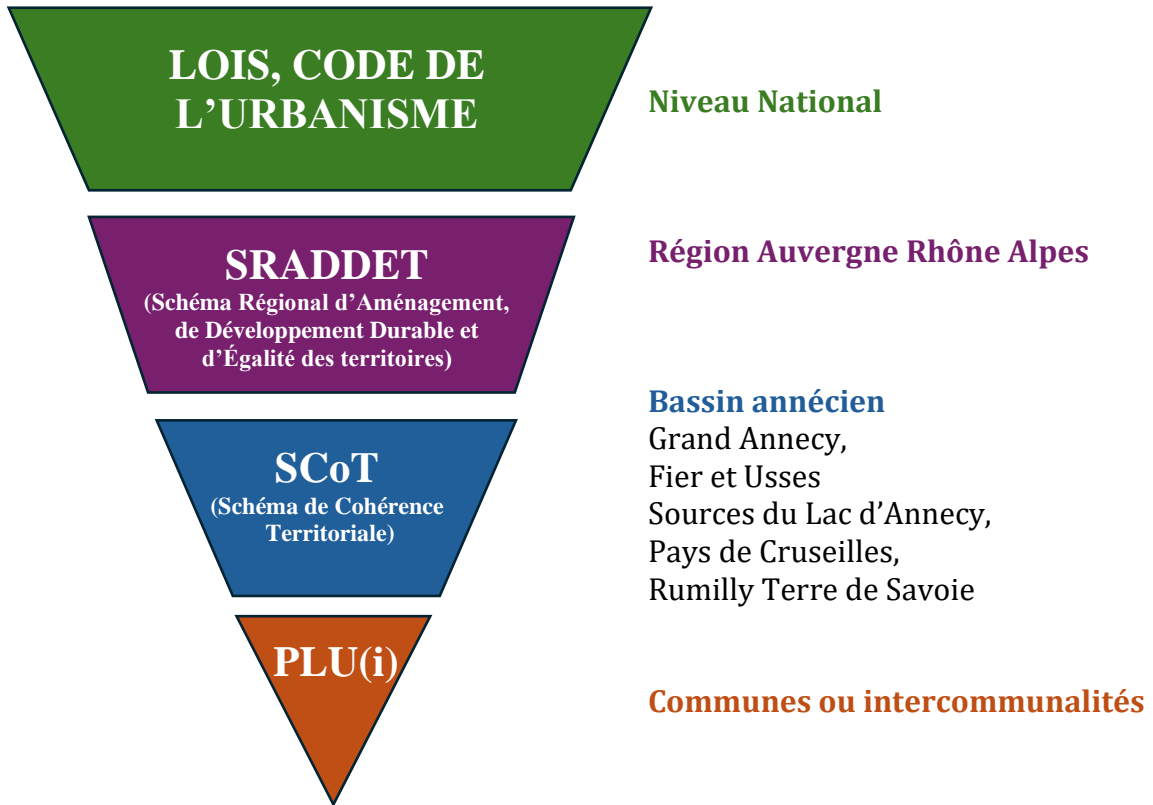 LOIS, CODE DE
L’URBANISME
Niveau National
SRADDET
(Schéma Régional d’Aménagement,
de Développement Durable et
d’Égalité des territoires)
Région Auvergne Rhône Alpes
SCoT
(Schéma de Cohérence
Territoriale)
Bassin annécien
Grand Annecy,
Fier et Usses
Sources du Lac d’Annecy,
Pays de Cruseilles,
Rumilly Terre de Savoie
PLU(i)
Communes ou intercommunalités